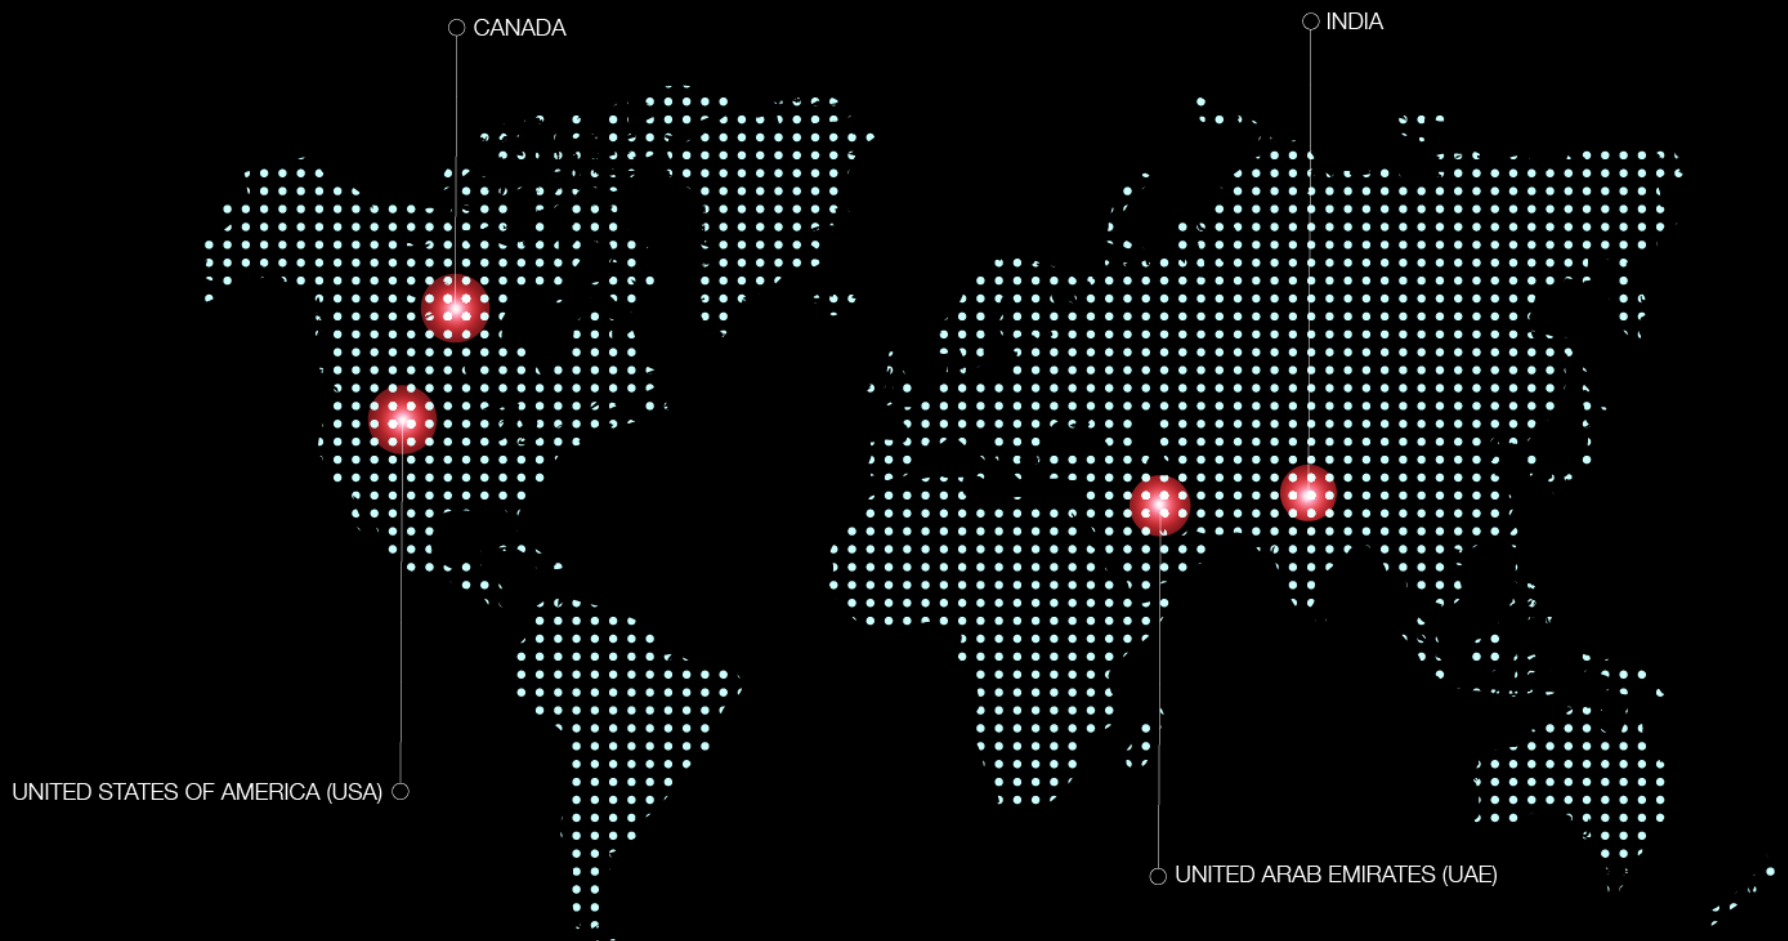 CANADA
INDIA
UNITED STATES OF AMERICA (USA)
UNITED ARAB EMIRATES (UAE)